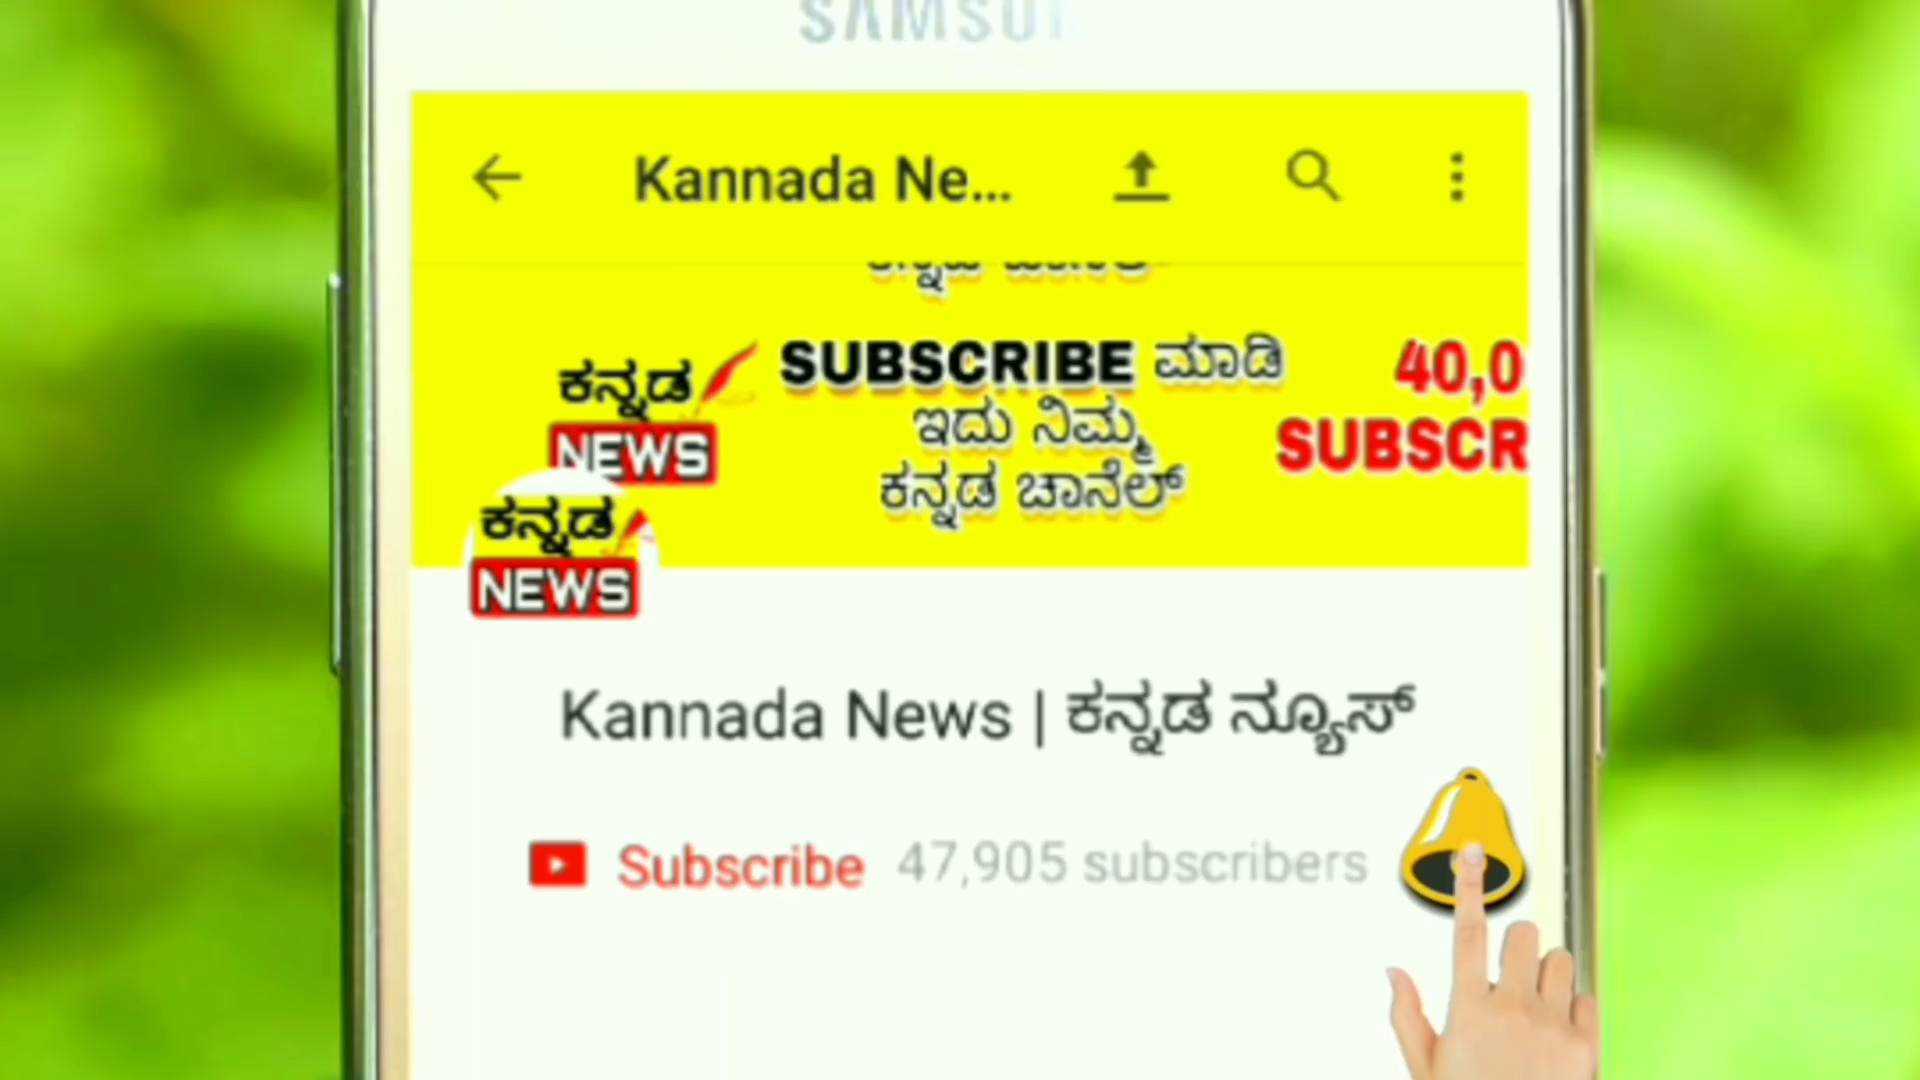 Kannada Ne...
SUBSCRIBE ಮಾಡಿ
ಇದು ನಿಮ್ಮ
ಕನ್ನಡ ಚಾನೆಲ್
40,0
SUBSCR
ಕನ್ನಡ
NEWS
ಕನ್ನಡ
NEWS
Kannada News | ಕನ್ನಡ ನ್ಯೂಸ್
Subscribe 47,905 subscribers